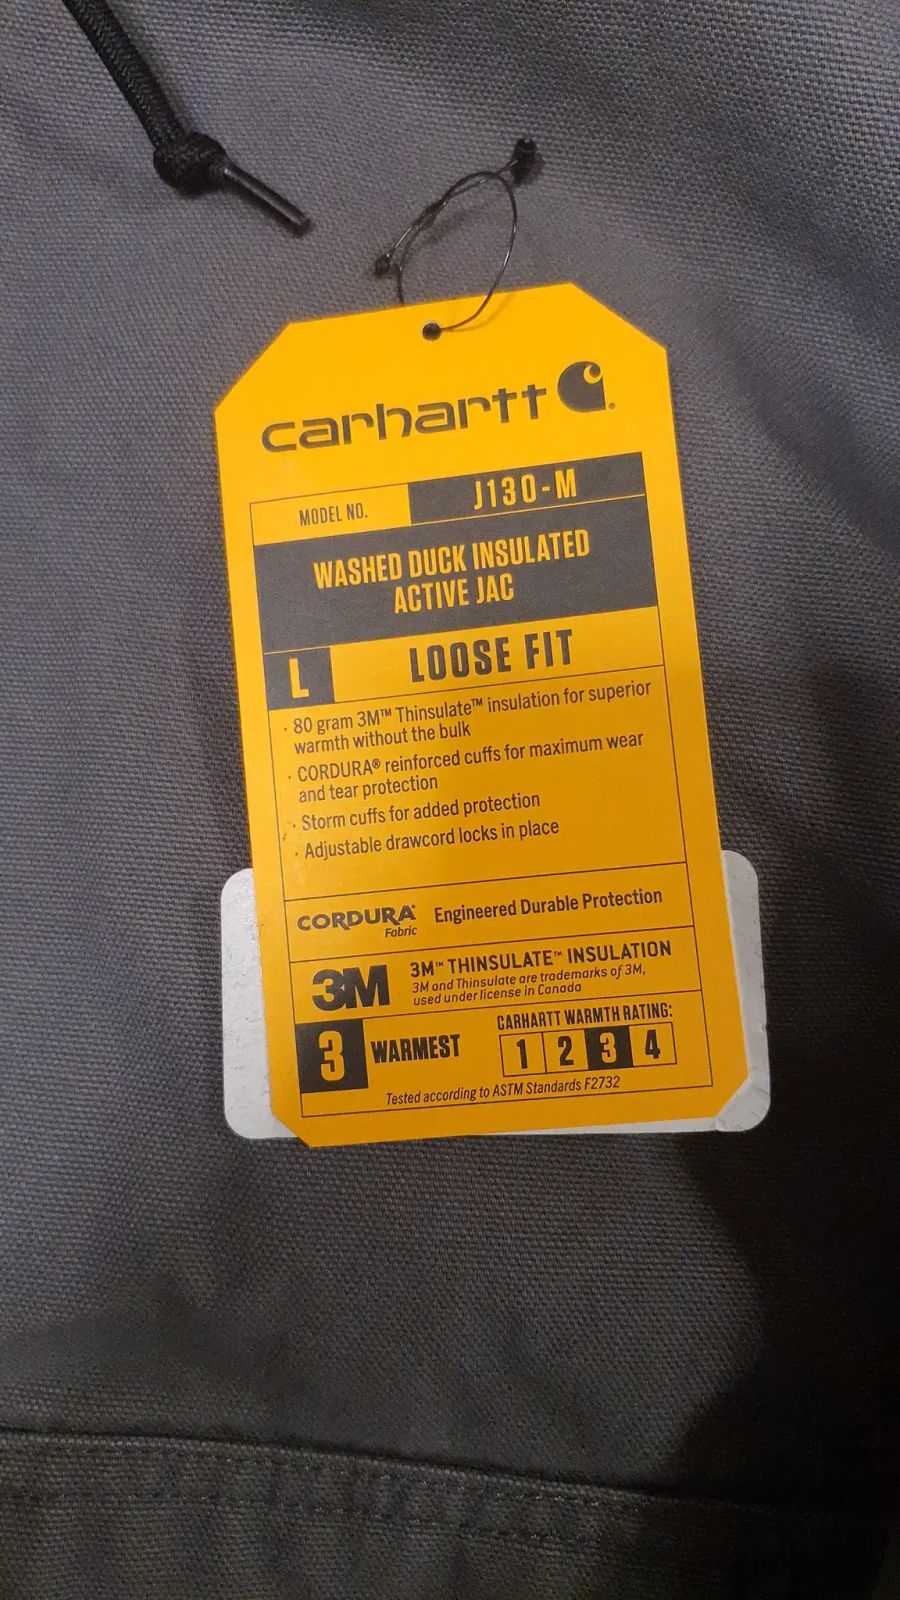 carhartt
MODEL NO. J130-M
WASHED DUCK INSULATED
ACTIVE JAC
L LOOSE FIT
· 80 gram 3M™ Thinsulate™ insulation for superior
warmth without the bulk
· CORDURA® reinforced cuffs for maximum wear
and tear protection
· Storm cuffs for added protection
· Adjustable drawcord locks in place
CORDURA® Engineered Durable Protection
Fabric
3M 3M™ THINSULATE™ INSULATION
3M and Thinsulate are trademarks of 3M,
used under license in Canada
3 WARMEST
CARHARTT WARMTH RATING:
1 2 3 4
Tested according to ASTM Standards F2732